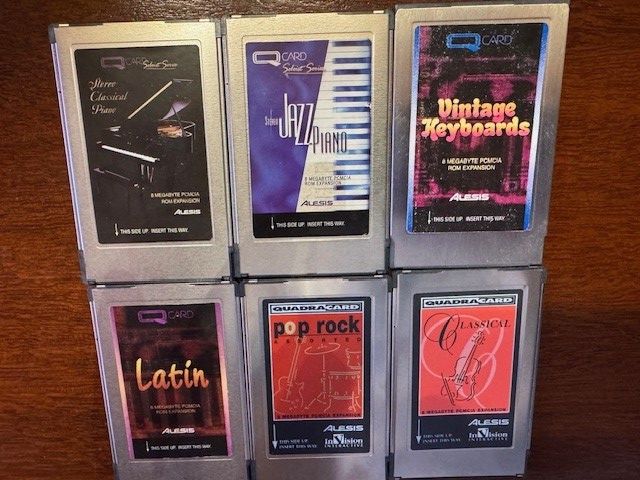 Q CARD
Soloist Series
Stereo
Classical
Piano
8 MEGABYTE PCMCIA
ROM EXPANSION
ALESIS
THIS SIDE UP. INSERT THIS WAY.
Q CARD
Soloist Series
Stereo
JAZZ
PIANO
8 MEGABYTE PCMCIA
ROM EXPANSION
ALESIS
THIS SIDE UP. INSERT THIS WAY.
Q CARD
Vintage
Keyboards
8 MEGABYTE PCMCIA
ROM EXPANSION
ALESIS
THIS SIDE UP. INSERT THIS WAY.
Q CARD
Latin
8 MEGABYTE PCMCIA
ROM EXPANSION
ALESIS
THIS SIDE UP. INSERT THIS WAY.
QUADRACARD
pop rock
ASSORTED
8 MEGABYTE PCMCIA EXPANSION
ALESIS
THIS SIDE UP
INSERT THIS WAY.
InVision
INTERACTIVE
QUADRACARD
CLASSICAL
8 MEGABYTE PCMCIA EXPANSION
ALESIS
THIS SIDE UP
INSERT THIS WAY.
InVision
INTERACTIVE